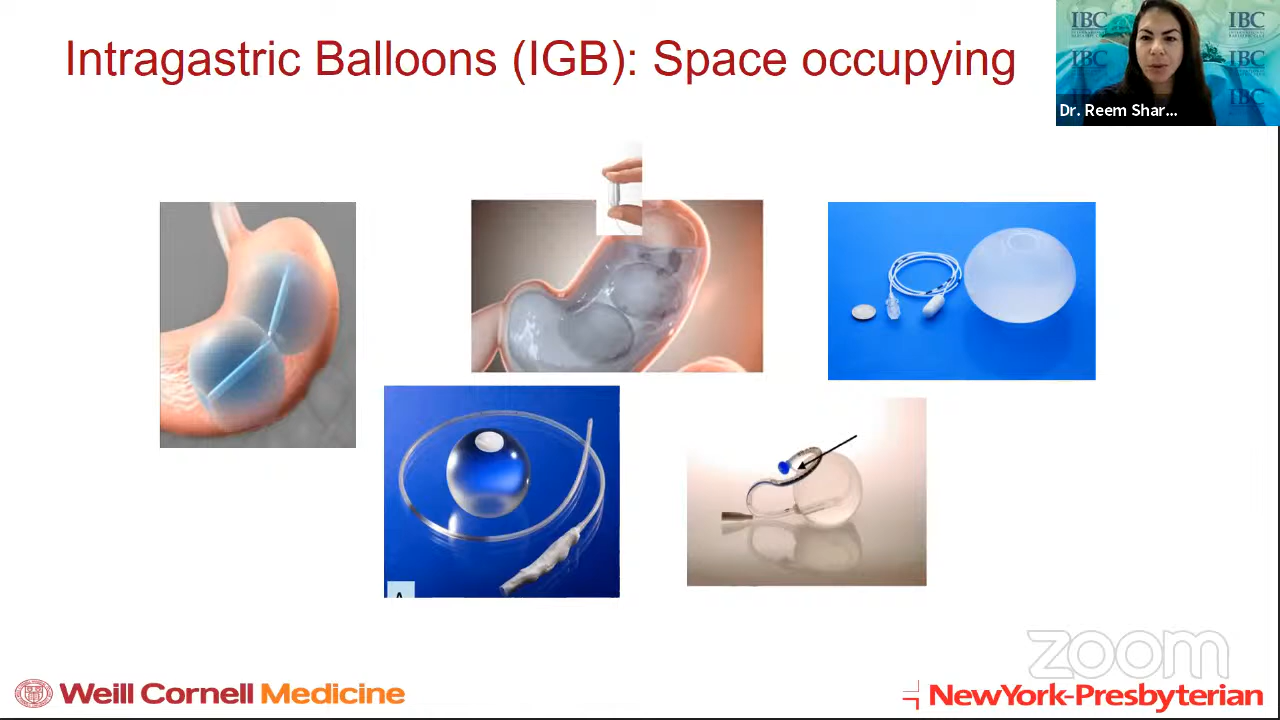 Intragastric Balloons (IGB): Space occupying
IBC IBC
IBC IBC
IBC IBC
Dr. Reem Shar...
A
zoom
Weill Cornell Medicine
NewYork-Presbyterian